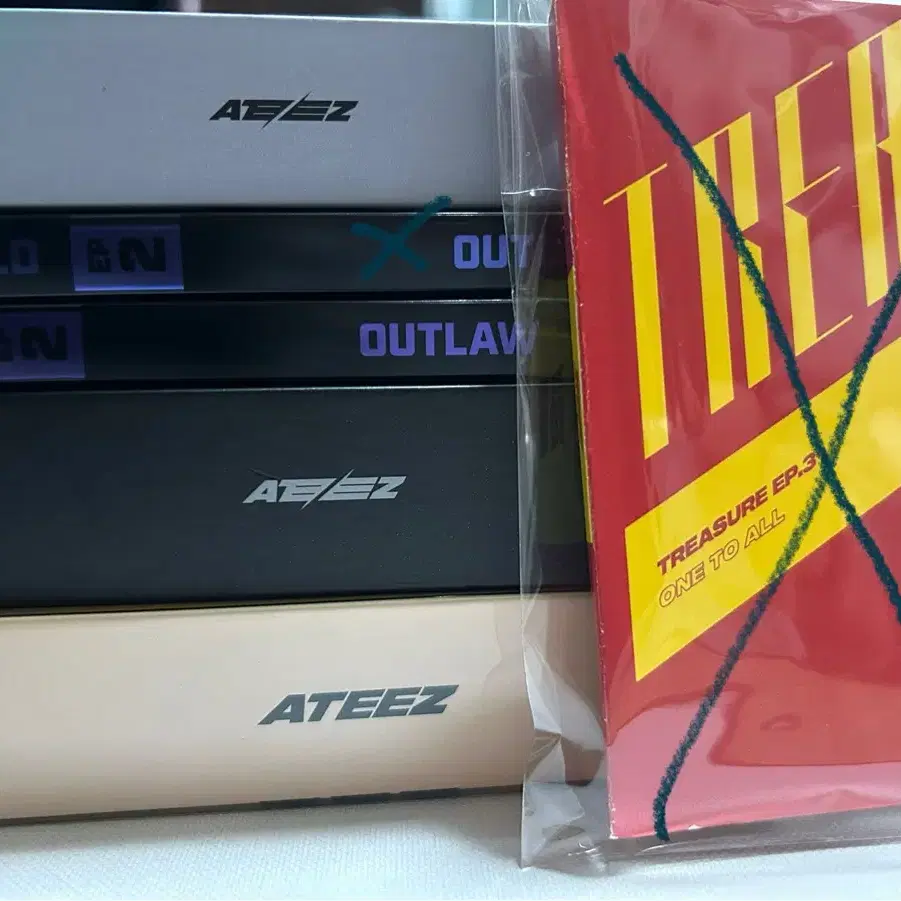 ATEEZ
OUT
OUTLAW
ATEEZ
ATEEZ
TREASURE EP.3
ONE TO ALL